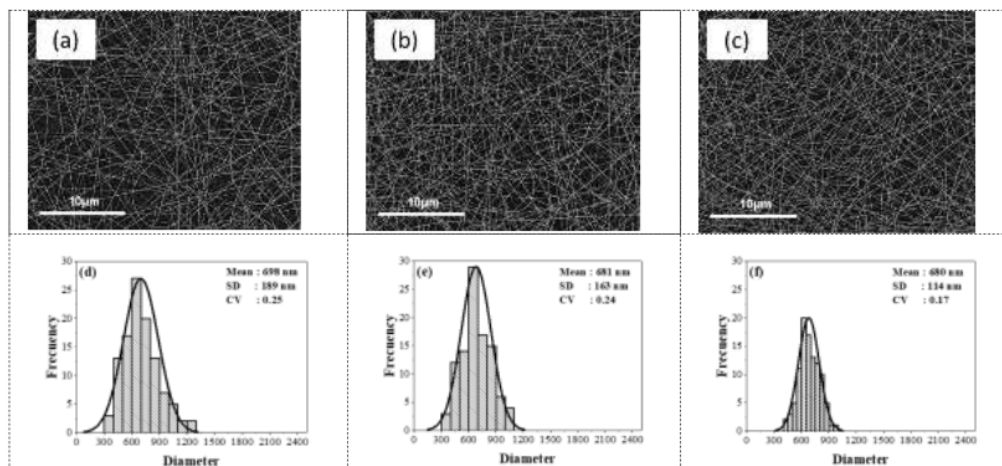 (a)
(b)
(c)
10μm
10μm
10μm
(d)
Mean : 698 nm
SD : 189 nm
CV : 0.25
30
25
20
15
10
5
0
Frecuency
0 300 600 900 1200 1500 1800 2100 2400
Diameter
(e)
Mean : 681 nm
SD : 163 nm
CV : 0.24
30
25
20
15
10
5
0
Frecuency
0 300 600 900 1200 1500 1800 2100 2400
Diameter
(f)
Mean : 680 nm
SD : 114 nm
CV : 0.17
30
25
20
15
10
5
0
Frecuency
0 300 600 900 1200 1500 1800 2100 2400
Diameter